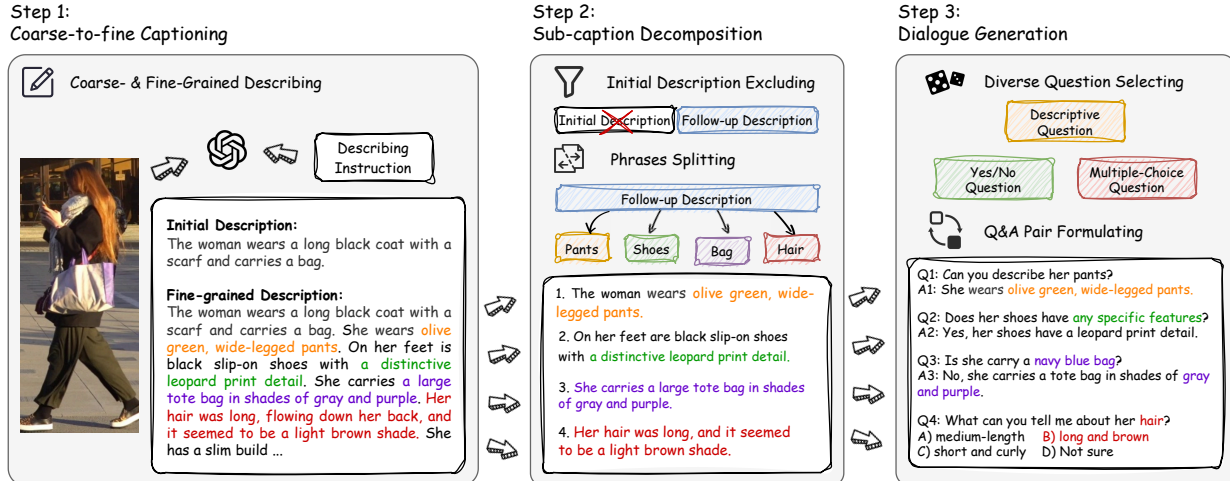 Step 1:
Coarse-to-fine Captioning
Coarse- & Fine-Grained Describing
Describing
Instruction
Initial Description:
The woman wears a long black coat with a
scarf and carries a bag.
Fine-grained Description:
The woman wears a long black coat with a
scarf and carries a bag. She wears olive
green, wide-legged pants. On her feet is
black slip-on shoes with a distinctive
leopard print detail. She carries a large
tote bag in shades of gray and purple. Her
hair was long, flowing down her back, and
it seemed to be a light brown shade. She
has a slim build ...
Step 2:
Sub-caption Decomposition
Initial Description Excluding
Initial Description
Follow-up Description
Phrases Splitting
Follow-up Description
Pants
Shoes
Bag
Hair
1. The woman wears olive green, wide-
legged pants.
2. On her feet are black slip-on shoes
with a distinctive leopard print detail.
3. She carries a large tote bag in shades
of gray and purple.
4. Her hair was long, and it seemed
to be a light brown shade.
Step 3:
Dialogue Generation
Diverse Question Selecting
Descriptive
Question
Yes/No
Question
Multiple-Choice
Question
Q&A Pair Formulating
Q1: Can you describe her pants?
A1: She wears olive green, wide-legged pants.
Q2: Does her shoes have any specific features?
A2: Yes, her shoes have a leopard print detail.
Q3: Is she carry a navy blue bag?
A3: No, she carries a tote bag in shades of gray
and purple.
Q4: What can you tell me about her hair?
A) medium-length B) long and brown
C) short and curly D) Not sure